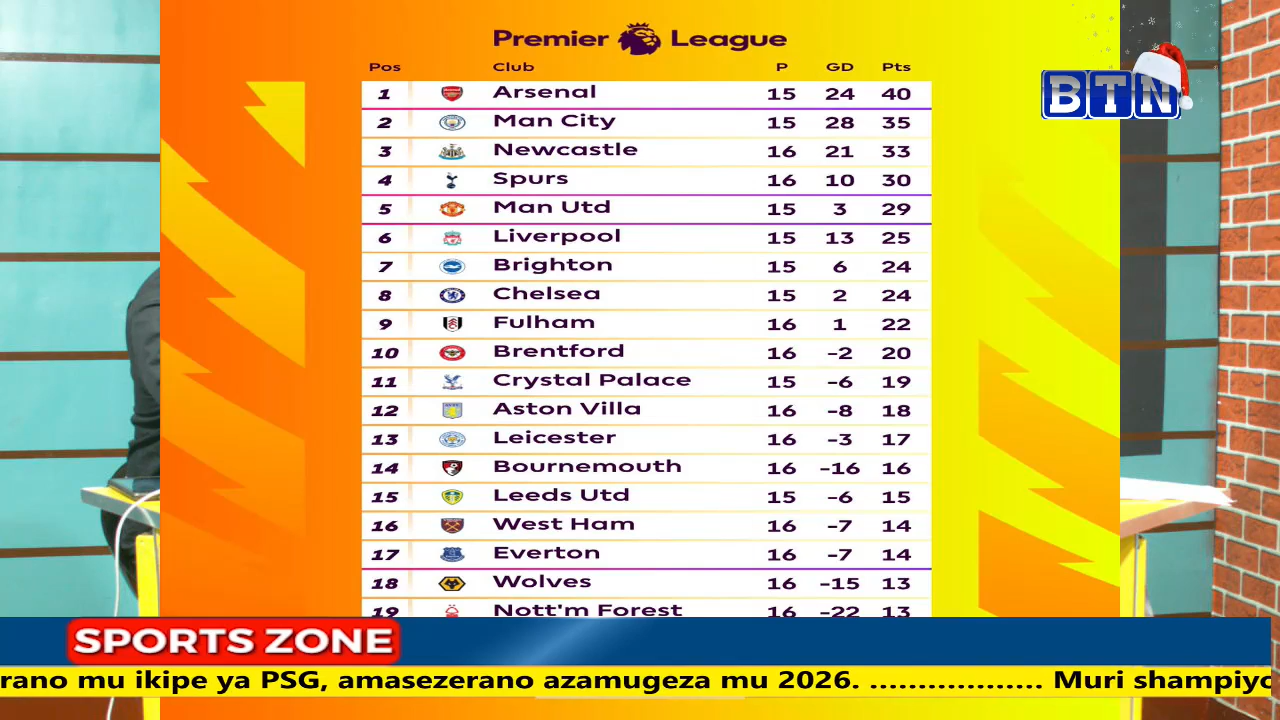 Premier League
Pos Club P GD Pts
1 Arsenal 15 24 40
2 Man City 15 28 35
3 Newcastle 16 21 33
4 Spurs 16 10 30
5 Man Utd 15 3 29
6 Liverpool 15 13 25
7 Brighton 15 6 24
8 Chelsea 15 2 24
9 Fulham 16 1 22
10 Brentford 16 -2 20
11 Crystal Palace 15 -6 19
12 Aston Villa 16 -8 18
13 Leicester 16 -3 17
14 Bournemouth 16 -16 16
15 Leeds Utd 15 -6 15
16 West Ham 16 -7 14
17 Everton 16 -7 14
18 Wolves 16 -15 13
19 Nott'm Forest 16 -22 13
BTN
SPORTS ZONE
rano mu ikipe ya PSG, amasezerano azamugeza mu 2026. .................. Muri shampiyo